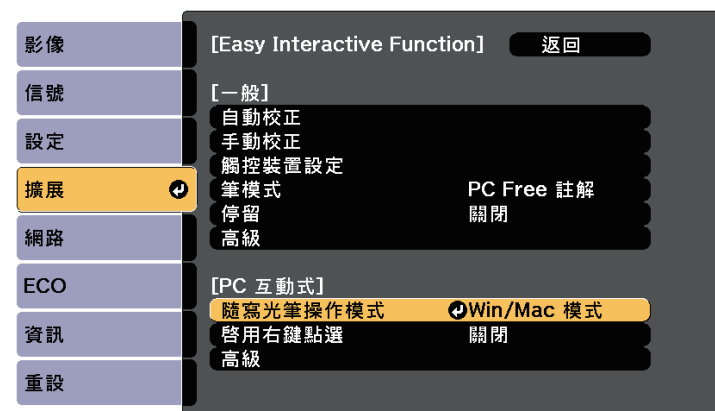 影像
信號
設定
擴展
網路
ECO
資訊
重設
[Easy Interactive Function] 返回
[一般]
自動校正
手動校正
觸控裝置設定
筆模式 PC Free 註解
停留 關閉
高級
[PC 互動式]
隨寫光筆操作模式 Win/Mac 模式
啓用右鍵點選 關閉
高級